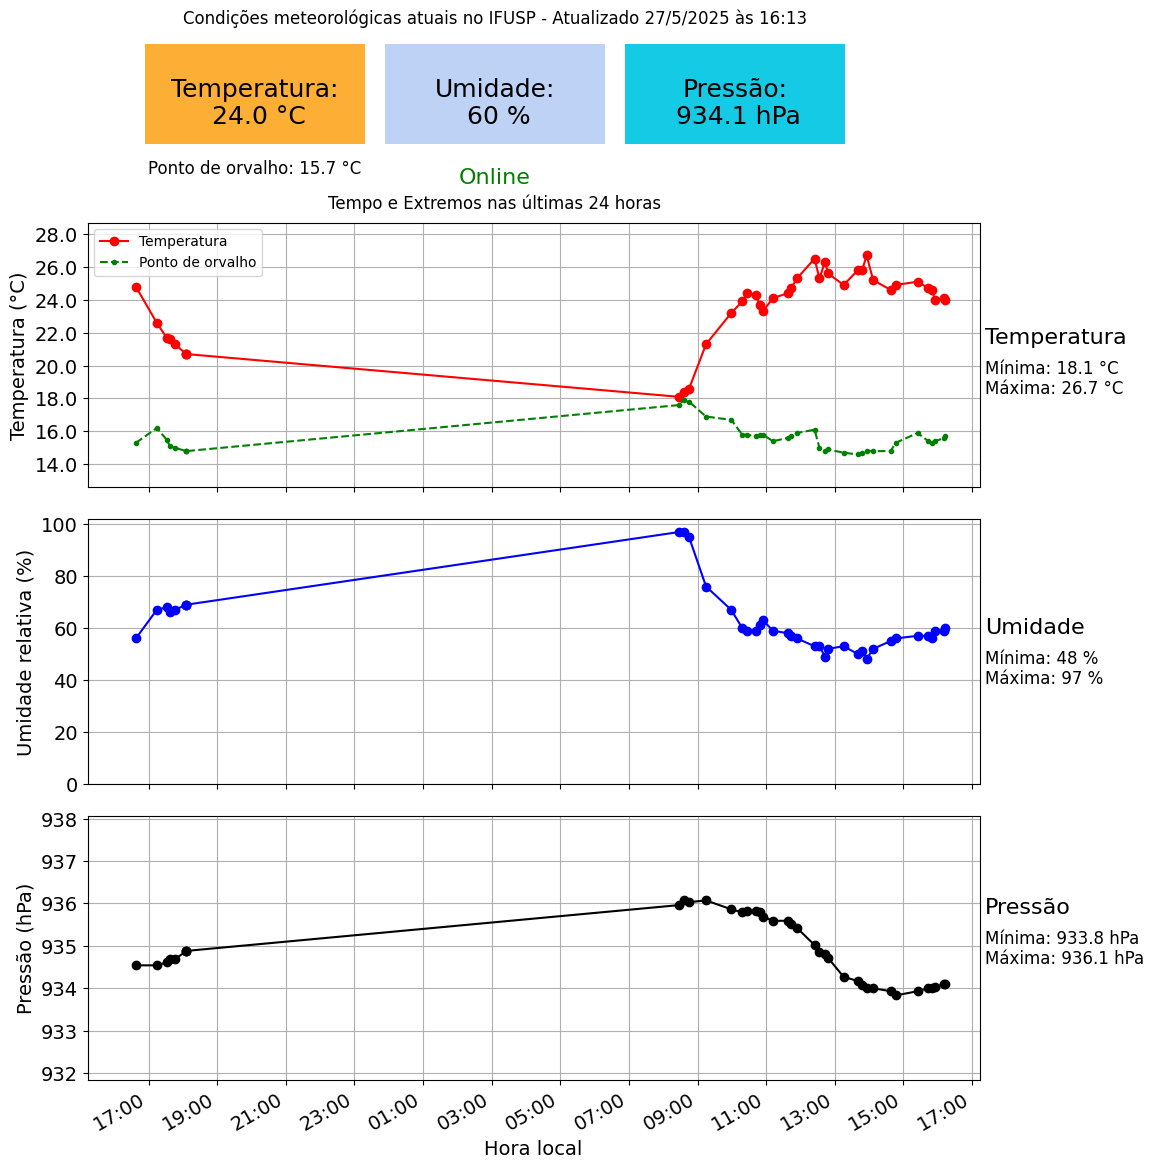 Condições meteorológicas atuais no IFUSP - Atualizado 27/5/2025 às 16:13
Temperatura:
24.0 °C
Umidade:
60 %
Pressão:
934.1 hPa
Ponto de orvalho: 15.7 °C
Online
Tempo e Extremos nas últimas 24 horas
Temperatura (°C)
28.0
26.0
24.0
22.0
20.0
18.0
16.0
14.0
Temperatura
Ponto de orvalho
Temperatura
Mínima: 18.1 °C
Máxima: 26.7 °C
Umidade relativa (%)
100
80
60
40
20
0
Umidade
Mínima: 48 %
Máxima: 97 %
Pressão (hPa)
938
937
936
935
934
933
932
Pressão
Mínima: 933.8 hPa
Máxima: 936.1 hPa
17:00 19:00 21:00 23:00 01:00 03:00 05:00 07:00 09:00 11:00 13:00 15:00 17:00
Hora local